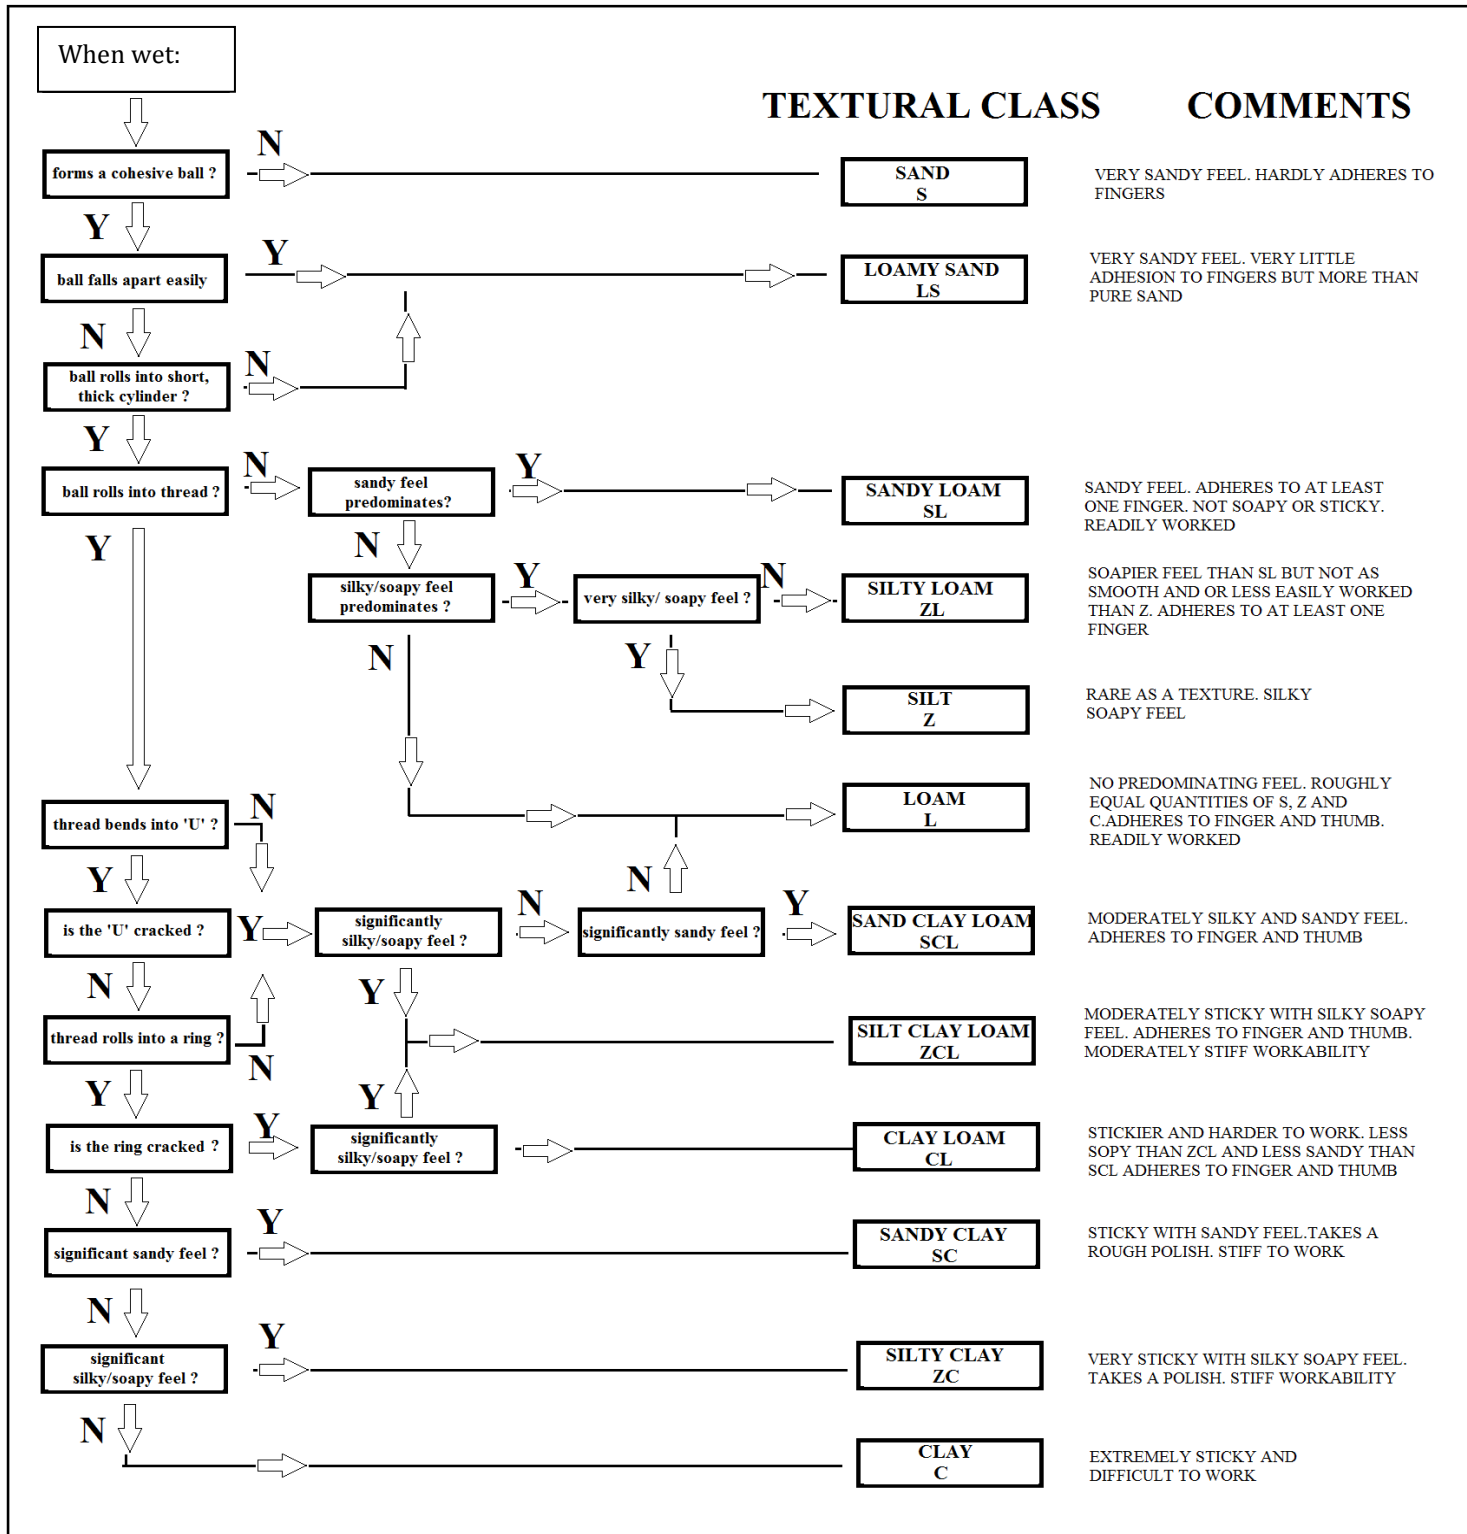 When wet:
TEXTURAL CLASS COMMENTS
N
forms a cohesive ball ?
SAND
S
VERY SANDY FEEL. HARDLY ADHERES TO
FINGERS
Y
Y
ball falls apart easily
LOAMY SAND
LS
VERY SANDY FEEL. VERY LITTLE
ADHESION TO FINGERS BUT MORE THAN
PURE SAND
N
N
ball rolls into short,
thick cylinder ?
Y
N
ball rolls into thread ?
sandy feel
predominates?
Y
SANDY LOAM
SL
SANDY FEEL. ADHERES TO AT LEAST
ONE FINGER. NOT SOAPY OR STICKY.
READILY WORKED
Y
N
silky/soapy feel
predominates ?
Y
very silky/ soapy feel ?
N
SILTY LOAM
ZL
SOAPIER FEEL THAN SL BUT NOT AS
SMOOTH AND OR LESS EASILY WORKED
THAN Z. ADHERES TO AT LEAST ONE
FINGER
N
Y
SILT
Z
RARE AS A TEXTURE. SILKY
SOAPY FEEL
LOAM
L
NO PREDOMINATING FEEL. ROUGHLY
EQUAL QUANTITIES OF S, Z AND
C.ADHERES TO FINGER AND THUMB.
READILY WORKED
thread bends into 'U' ?
N
Y
N
is the 'U' cracked ?
Y
significantly
silky/soapy feel ?
N
significantly sandy feel ?
Y
SAND CLAY LOAM
SCL
MODERATELY SILKY AND SANDY FEEL.
ADHERES TO FINGER AND THUMB
N
Y
thread rolls into a ring ?
N
SILT CLAY LOAM
ZCL
MODERATELY STICKY WITH SILKY SOAPY
FEEL. ADHERES TO FINGER AND THUMB.
MODERATELY STIFF WORKABILITY
Y
Y
is the ring cracked ?
Y
significantly
silky/soapy feel ?
CLAY LOAM
CL
STICKIER AND HARDER TO WORK. LESS
SOPY THAN ZCL AND LESS SANDY THAN
SCL ADHERES TO FINGER AND THUMB
N
significant sandy feel ?
Y
SANDY CLAY
SC
STICKY WITH SANDY FEEL.TAKES A
ROUGH POLISH. STIFF TO WORK
N
significant
silky/soapy feel ?
Y
SILTY CLAY
ZC
VERY STICKY WITH SILKY SOAPY FEEL.
TAKES A POLISH. STIFF WORKABILITY
N
CLAY
C
EXTREMELY STICKY AND
DIFFICULT TO WORK